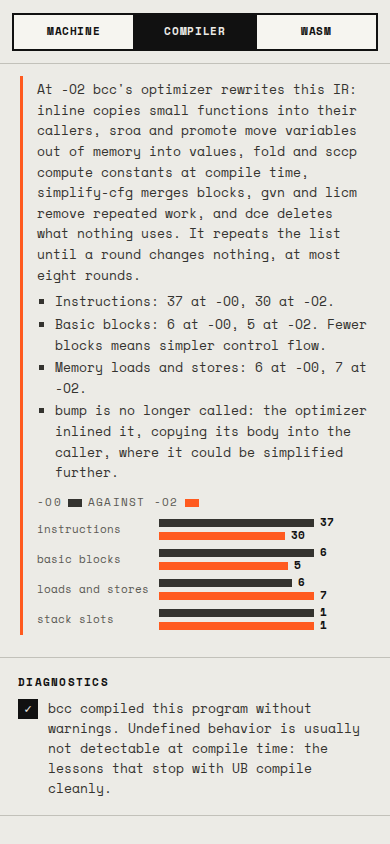 MACHINE COMPILER WASM
At -O2 bcc's optimizer rewrites this IR:
inline copies small functions into their
callers, sroa and promote move variables
out of memory into values, fold and sccp
compute constants at compile time,
simplify-cfg merges blocks, gvn and licm
remove repeated work, and dce deletes
what nothing uses. It repeats the list
until a round changes nothing, at most
eight rounds.
Instructions: 37 at -O0, 30 at -O2.
Basic blocks: 6 at -O0, 5 at -O2. Fewer
blocks means simpler control flow.
Memory loads and stores: 6 at -O0, 7 at
-O2.
bump is no longer called: the optimizer
inlined it, copying its body into the
caller, where it could be simplified
further.
-O0 AGAINST -O2
instructions 37
30
basic blocks 6
5
loads and stores 6
7
stack slots 1
1
DIAGNOSTICS
✓ bcc compiled this program without
warnings. Undefined behavior is usually
not detectable at compile time: the
lessons that stop with UB compile
cleanly.